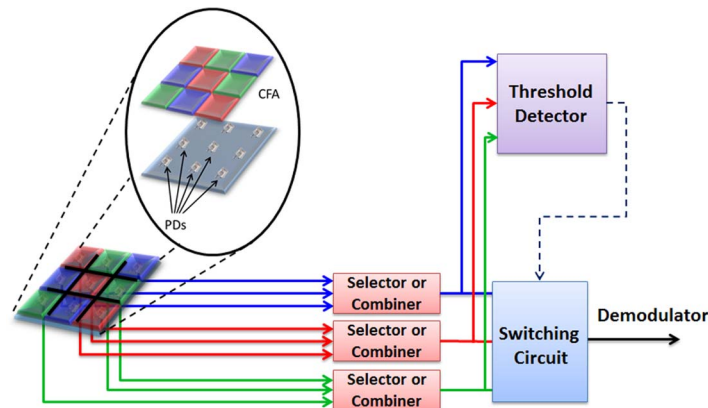 CFA
PDs
Threshold
Detector
Selector or
Combiner
Selector or
Combiner
Selector or
Combiner
Switching
Circuit
Demodulator